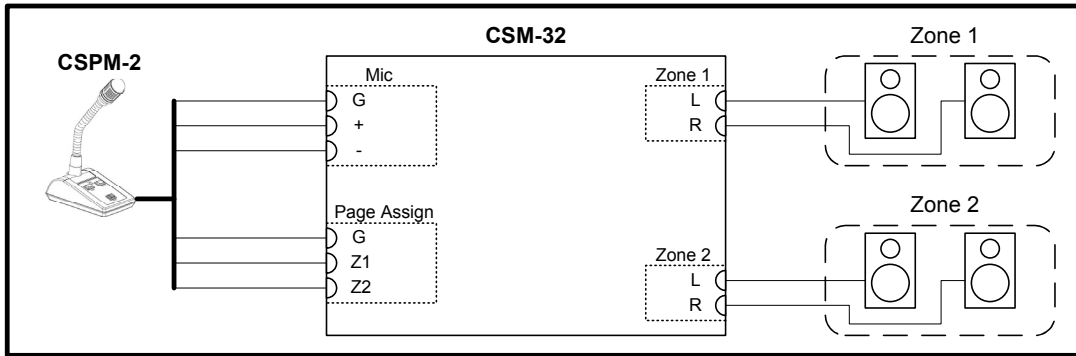 CSPM-2
CSM-32
Mic
G
+
-
Page Assign
G
Z1
Z2
Zone 1
L
R
Zone 2
L
R
Zone 1
Zone 2